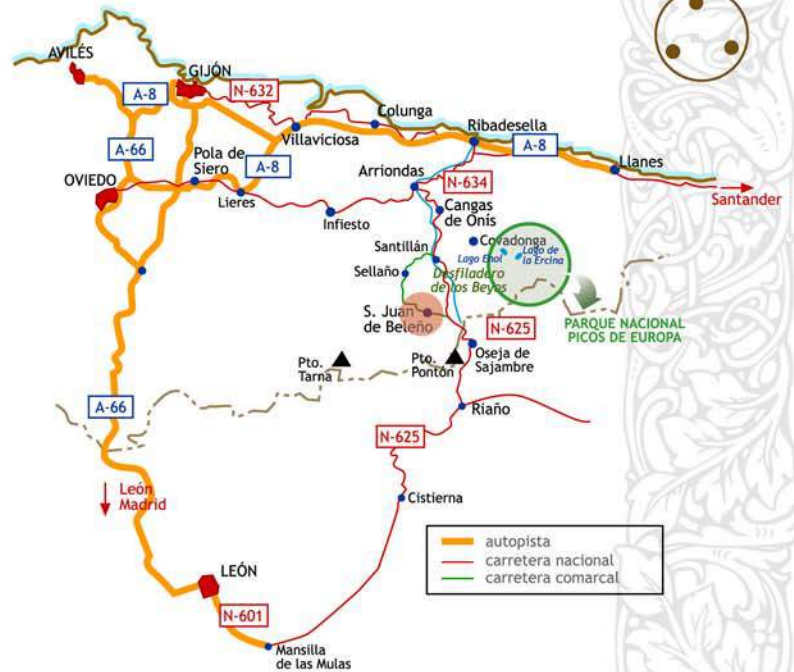 AVILÉS
GIJÓN
A-8
N-632
Colunga
Villaviciosa
Ribadesella
A-8
Llanes
Santander
A-66
Pola de
Siero
A-8
Lieres
OVIEDO
Arriondas
N-634
Infiesto
Cangas
de Onís
Santillán
Covadonga
Lago Enol
Lago de
la Ercina
Sellaño
Desfiladero
de los Beyos
S. Juan
de Beleño
N-625
PARQUE NACIONAL
PICOS DE EUROPA
Pto.
Tarna
Pto.
Pontón
Oseja de
Sajambre
A-66
Riaño
N-625
León
Madrid
Cistierna
LEÓN
N-601
Mansilla
de las Mulas
autopista
carretera nacional
carretera comarcal